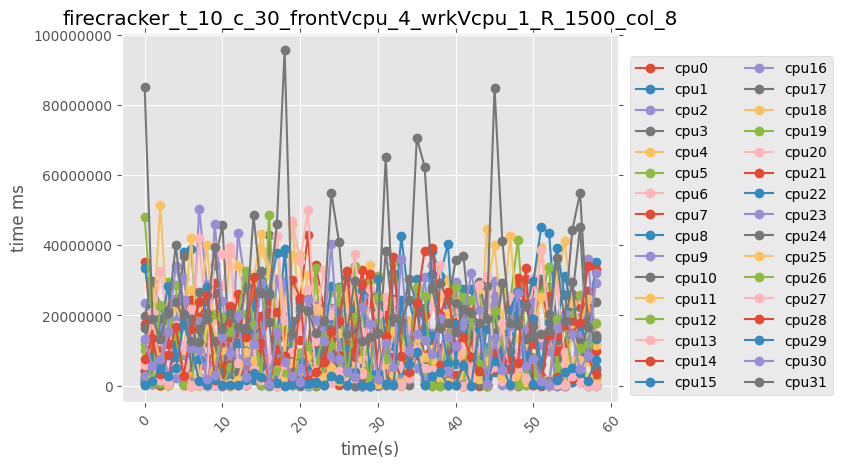 firecracker_t_10_c_30_frontVcpu_4_wrkVcpu_1_R_1500_col_8
100000000
80000000
60000000
40000000
20000000
0
time ms
0 10 20 30 40 50 60
time(s)
cpu0 cpu16
cpu1 cpu17
cpu2 cpu18
cpu3 cpu19
cpu4 cpu20
cpu5 cpu21
cpu6 cpu22
cpu7 cpu23
cpu8 cpu24
cpu9 cpu25
cpu10 cpu26
cpu11 cpu27
cpu12 cpu28
cpu13 cpu29
cpu14 cpu30
cpu15 cpu31